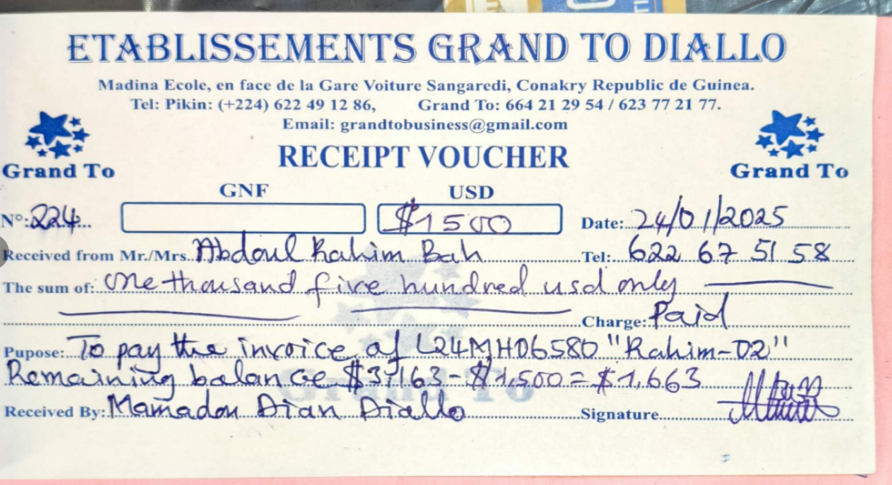 ETABLISSEMENTS GRAND TO DIALLO
Madina Ecole, en face de la Gare Voiture Sangaredi, Conakry Republic de Guinea.
Tel: Pikin: (+224) 622 49 12 86, Grand To: 664 21 29 54 / 623 77 21 77.
Email: grandtobusiness@gmail.com
Grand To RECEIPT VOUCHER Grand To
GNF USD
N°: 224 $1500 Date: 24/01/2025
Received from Mr./Mrs. Abdoul Rahim Bah Tel: 622 67 51 58
The sum of: One thousand five hundred usd only
Charge: Paid
Pupose: To pay the invoice of L24MH06580 "Rahim-02"
Remaining balance $3,163-$1,500=$1,663
Received By: Mamadou Dian Diallo Signature